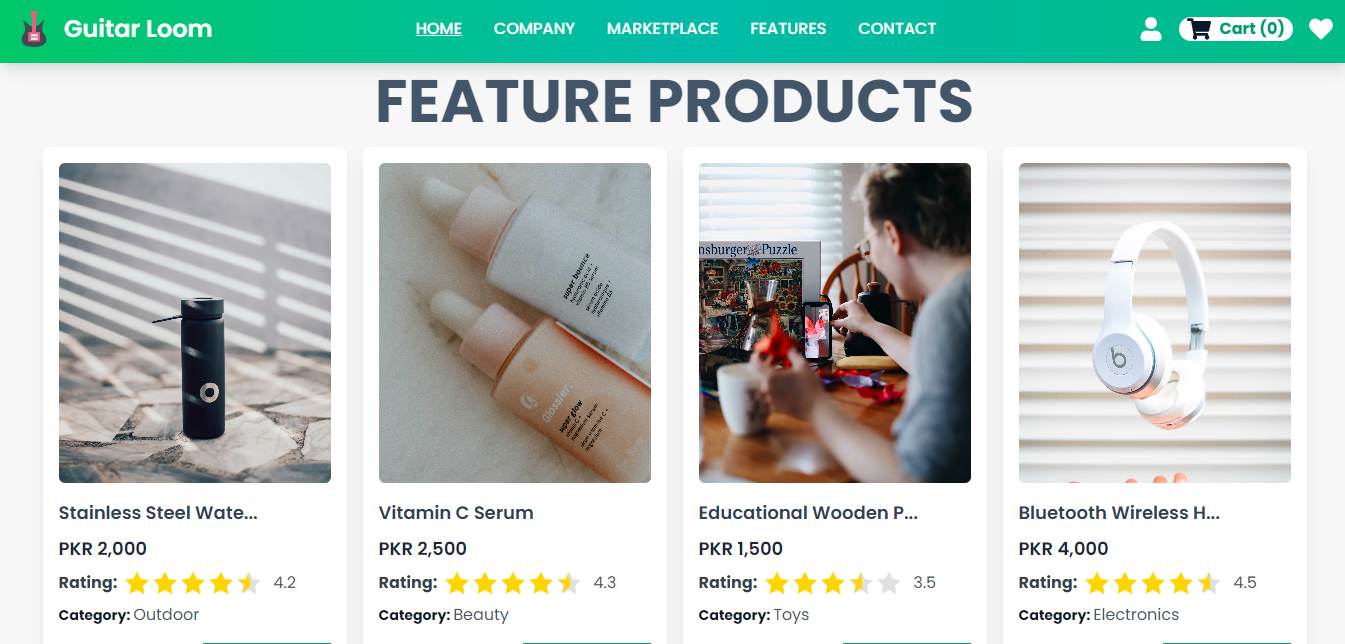 Guitar Loom
HOME
COMPANY
MARKETPLACE
FEATURES
CONTACT
Cart (0)
FEATURE PRODUCTS
super bounce
super glow
Glossier.
nsburger Puzzle
b
Stainless Steel Wate...
PKR 2,000
Rating: 4.2
Category: Outdoor
Vitamin C Serum
PKR 2,500
Rating: 4.3
Category: Beauty
Educational Wooden P...
PKR 1,500
Rating: 3.5
Category: Toys
Bluetooth Wireless H...
PKR 4,000
Rating: 4.5
Category: Electronics